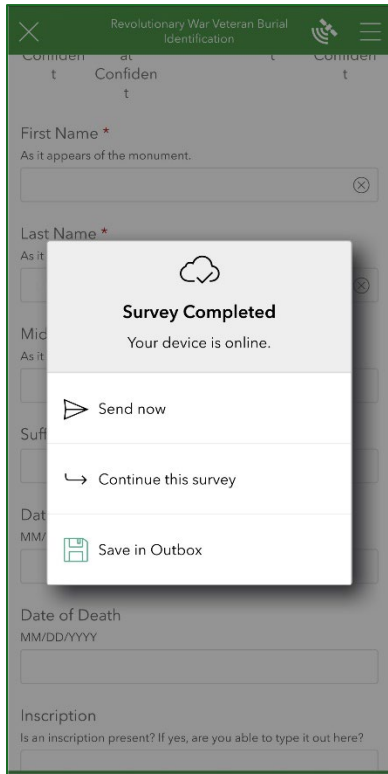 Revolutionary War Veteran Burial
Identification
Confiden at t Confiden
t Confiden t
t
First Name *
As it appears of the monument.
Last Name *
As it
Survey Completed
Your device is online.
Mid
As it
Send now
Suff
Continue this survey
Dat
MM/
Save in Outbox
Date of Death
MM/DD/YYYY
Inscription
Is an inscription present? If yes, are you able to type it out here?